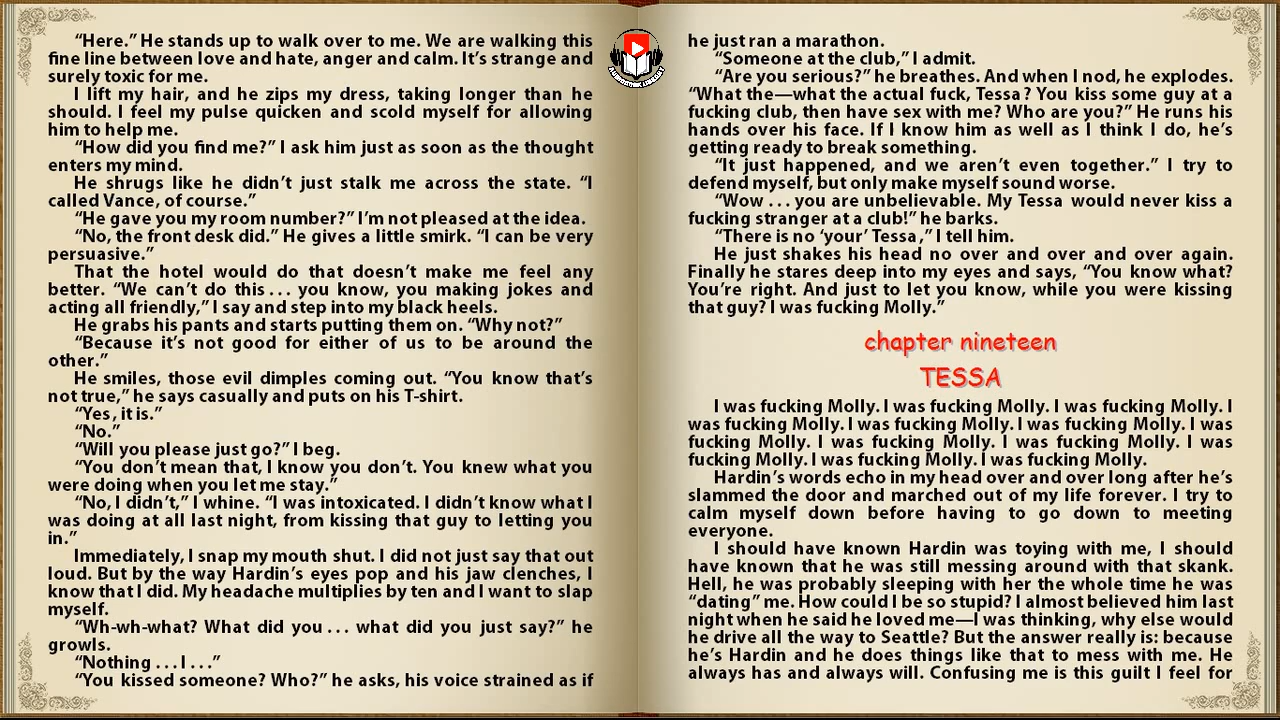 “Here.” He stands up to walk over to me. We are walking this
fine line between love and hate, anger and calm. It’s strange and
surely toxic for me.
I lift my hair, and he zips my dress, taking longer than he
should. I feel my pulse quicken and scold myself for allowing
him to help me.
“How did you find me?” I ask him just as soon as the thought
enters my mind.
He shrugs like he didn’t just stalk me across the state. “I
called Vance, of course.”
“He gave you my room number?” I’m not pleased at the idea.
“No, the front desk did.” He gives a little smirk. “I can be very
persuasive.”
That the hotel would do that doesn’t make me feel any
better. “We can’t do this . . . you know, you making jokes and
acting all friendly,” I say and step into my black heels.
He grabs his pants and starts putting them on. “Why not?”
“Because it’s not good for either of us to be around the
other.”
He smiles, those evil dimples coming out. “You know that’s
not true,” he says casually and puts on his T-shirt.
“Yes, it is.”
“No.”
“Will you please just go?” I beg.
“You don’t mean that, I know you don’t. You knew what you
were doing when you let me stay.”
“No, I didn’t,” I whine. “I was intoxicated. I didn’t know what I
was doing at all last night, from kissing that guy to letting you
in.”
Immediately, I snap my mouth shut. I did not just say that out
loud. But by the way Hardin’s eyes pop and his jaw clenches, I
know that I did. My headache multiplies by ten and I want to slap
myself.
“Wh-wh-what? What did you . . . what did you just say?” he
growls.
“Nothing . . . I . . .”
“You kissed someone? Who?” he asks, his voice strained as if
he just ran a marathon.
“Someone at the club,” I admit.
“Are you serious?” he breathes. And when I nod, he explodes.
“What the—what the actual fuck, Tessa? You kiss some guy at a
fucking club, then have sex with me? Who are you?” He runs his
hands over his face. If I know him as well as I think I do, he’s
getting ready to break something.
“It just happened, and we aren’t even together.” I try to
defend myself, but only make myself sound worse.
“Wow . . . you are unbelievable. My Tessa would never kiss a
fucking stranger at a club!” he barks.
“There is no ‘your’ Tessa,” I tell him.
He just shakes his head no over and over and over again.
Finally he stares deep into my eyes and says, “You know what?
You’re right. And just to let you know, while you were kissing
that guy? I was fucking Molly.”
chapter nineteen
TESSA
I was fucking Molly. I was fucking Molly. I was fucking Molly. I
was fucking Molly. I was fucking Molly. I was fucking Molly. I was
fucking Molly. I was fucking Molly. I was fucking Molly. I was
fucking Molly. I was fucking Molly. I was fucking Molly.
Hardin’s words echo in my head over and over long after he’s
slammed the door and marched out of my life forever. I try to
calm myself down before having to go down to meeting
everyone.
I should have known Hardin was toying with me, I should
have known that he was still messing around with that skank.
Hell, he was probably sleeping with her the whole time he was
“dating” me. How could I be so stupid? I almost believed him last
night when he said he loved me—I was thinking, why else would
he drive all the way to Seattle? But the answer really is: because
he’s Hardin and he does things like that to mess with me. He
always has and always will. Confusing me is this guilt I feel for